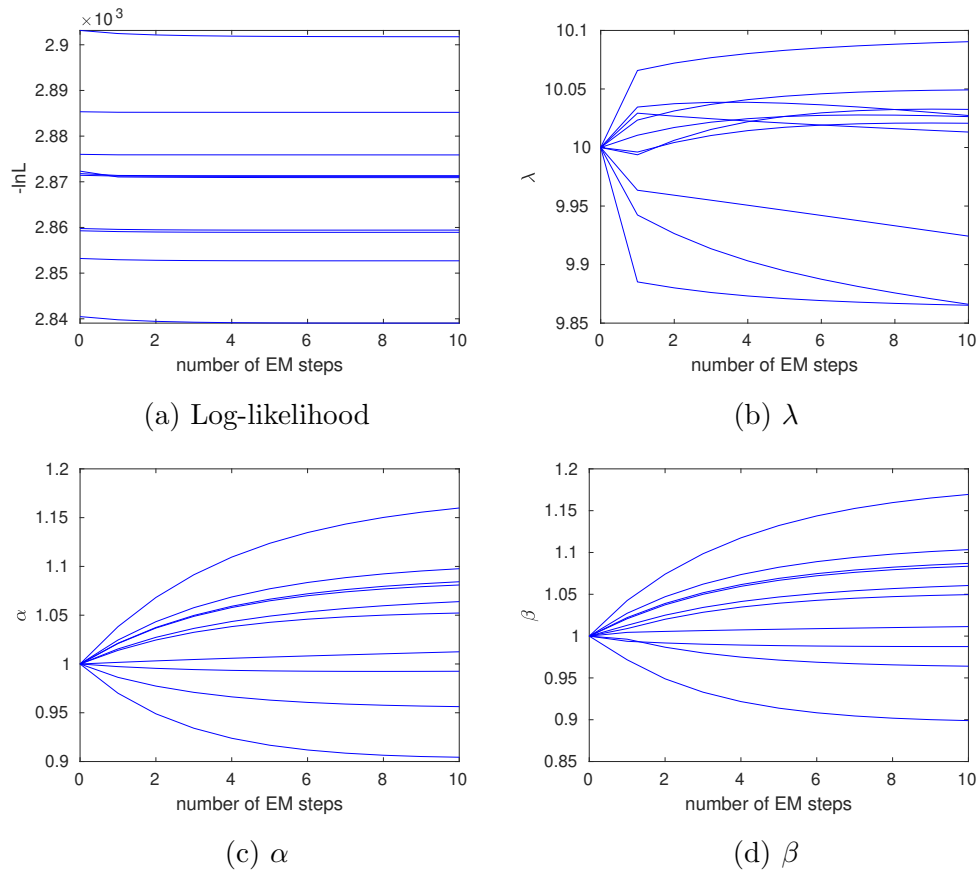 ×10³
2.9
2.89
2.88
2.87
2.86
2.85
2.84
-lnL
0 2 4 6 8 10
number of EM steps
(a) Log-likelihood
10.1
10.05
10
9.95
9.9
9.85
λ
0 2 4 6 8 10
number of EM steps
(b) λ
1.2
1.15
1.1
1.05
1
0.95
0.9
α
0 2 4 6 8 10
number of EM steps
(c) α
1.2
1.15
1.1
1.05
1
0.95
0.9
0.85
β
0 2 4 6 8 10
number of EM steps
(d) β